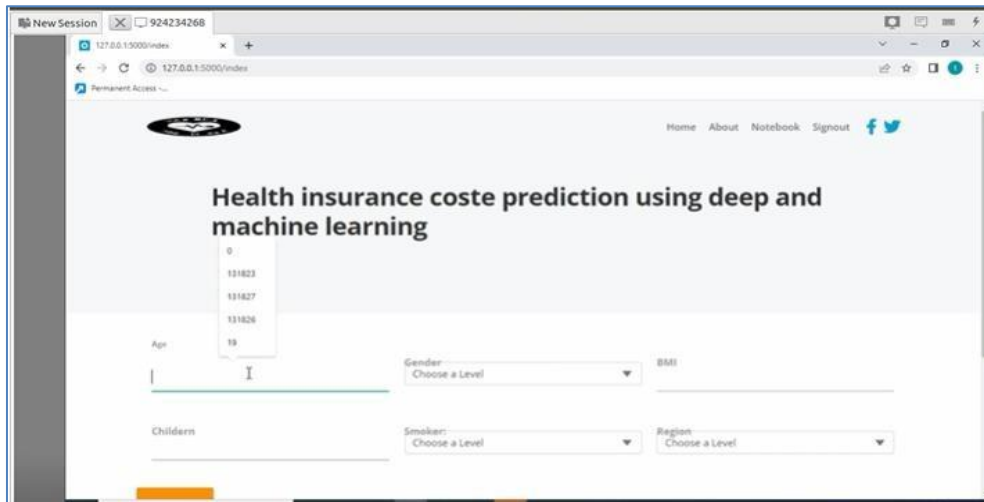 New Session
924234268
127.0.0.1:5000/index
127.0.0.1:5000/index
Permanent Access -...
Home About Notebook Signout
Health insurance coste prediction using deep and
machine learning
0
131823
131827
131826
19
Age
Gender
Choose a Level
BMI
Childern
Smoker:
Choose a Level
Region
Choose a Level